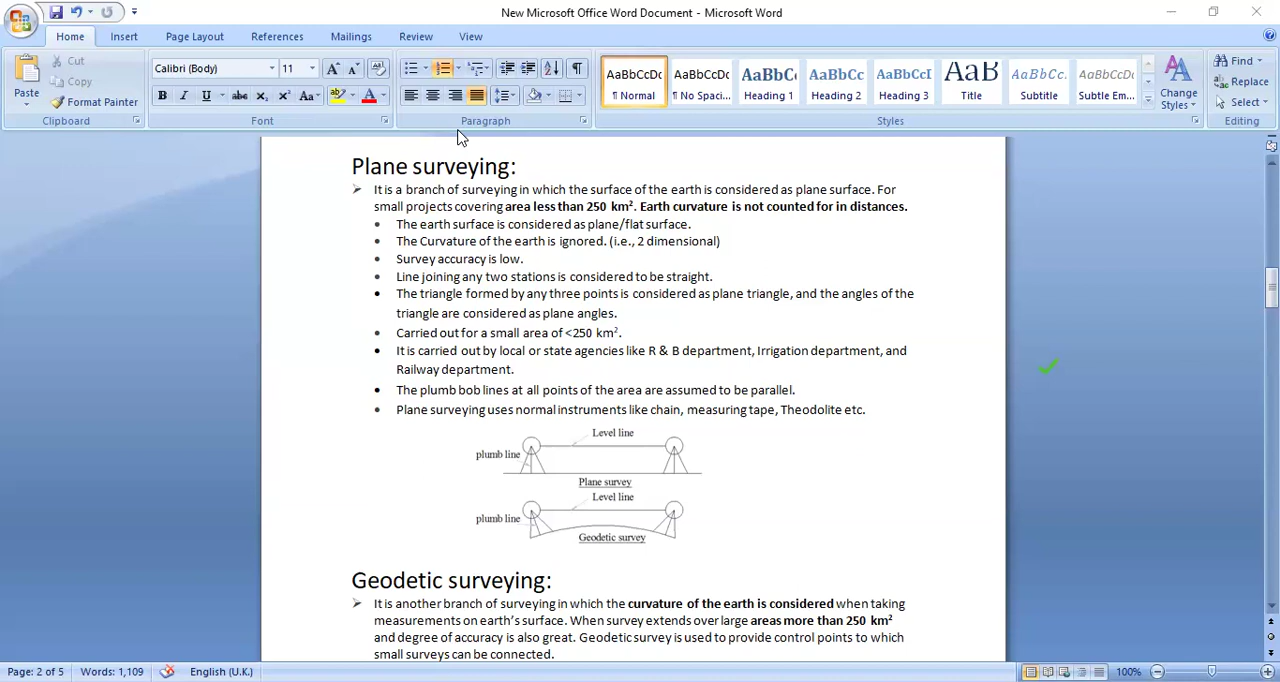 New Microsoft Office Word Document - Microsoft Word
Home Insert Page Layout References Mailings Review View
Paste
Cut
Copy
Format Painter
Clipboard
Calibri (Body) 11
B I U abc X₂ X² Aa
Font
Paragraph
AaBbCcDc AaBbCcDc AaBbC AaBbCc AaBbCcI AaB AaBbCc. AaBbCcDc
¶ Normal ¶ No Spaci... Heading 1 Heading 2 Heading 3 Title Subtitle Subtle Em...
Styles
Change Styles
Find
Replace
Select
Editing
Plane surveying:
➢ It is a branch of surveying in which the surface of the earth is considered as plane surface. For
small projects covering area less than 250 km². Earth curvature is not counted for in distances.
• The earth surface is considered as plane/flat surface.
• The Curvature of the earth is ignored. (i.e., 2 dimensional)
• Survey accuracy is low.
• Line joining any two stations is considered to be straight.
• The triangle formed by any three points is considered as plane triangle, and the angles of the
triangle are considered as plane angles.
• Carried out for a small area of <250 km².
• It is carried out by local or state agencies like R & B department, Irrigation department, and
Railway department.
• The plumb bob lines at all points of the area are assumed to be parallel.
• Plane surveying uses normal instruments like chain, measuring tape, Theodolite etc.
Level line
plumb line
Plane survey
Level line
plumb line
Geodetic survey
Geodetic surveying:
➢ It is another branch of surveying in which the curvature of the earth is considered when taking
measurements on earth's surface. When survey extends over large areas more than 250 km²
and degree of accuracy is also great. Geodetic survey is used to provide control points to which
small surveys can be connected.
Page: 2 of 5 Words: 1,109 English (U.K.) 100%